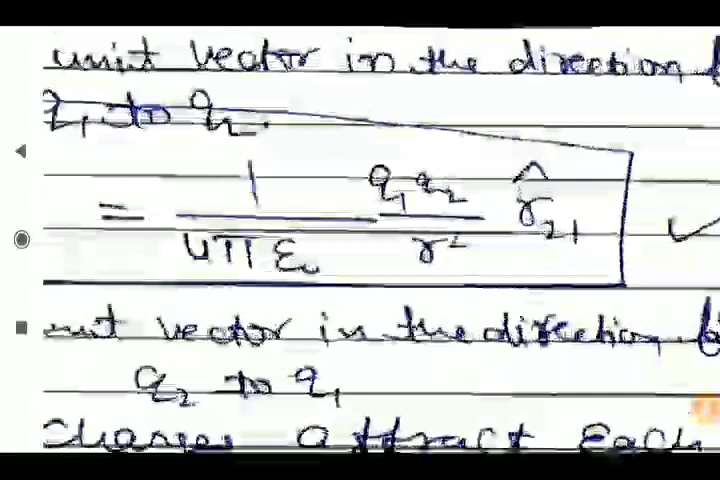 unit vector in the direction f
q₁ to q₂.
= 1/4πε₀ q₁q₂/r² r̂₂₁ ✓
unit vector in the direction f
q₂ to q₁
Charges attract Each